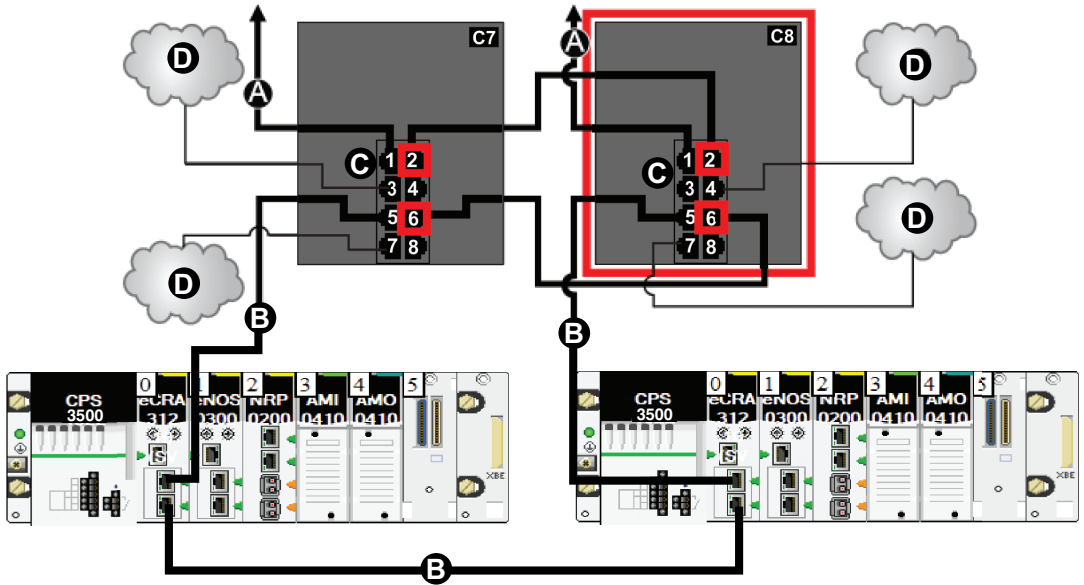 C7
C8
D
A
A
D
C
1 2
3 4
5 6
7 8
C
1 2
3 4
5 6
7 8
D
D
B
B
0 1 2 3 4 5
CPS 3500
eCRA 312
eNOS 0300
NRP 0200
AMI 0410
AMO 0410
XBE
0 1 2 3 4 5
CPS 3500
eCRA 312
eNOS 0300
NRP 0200
AMI 0410
AMO 0410
XBE
B